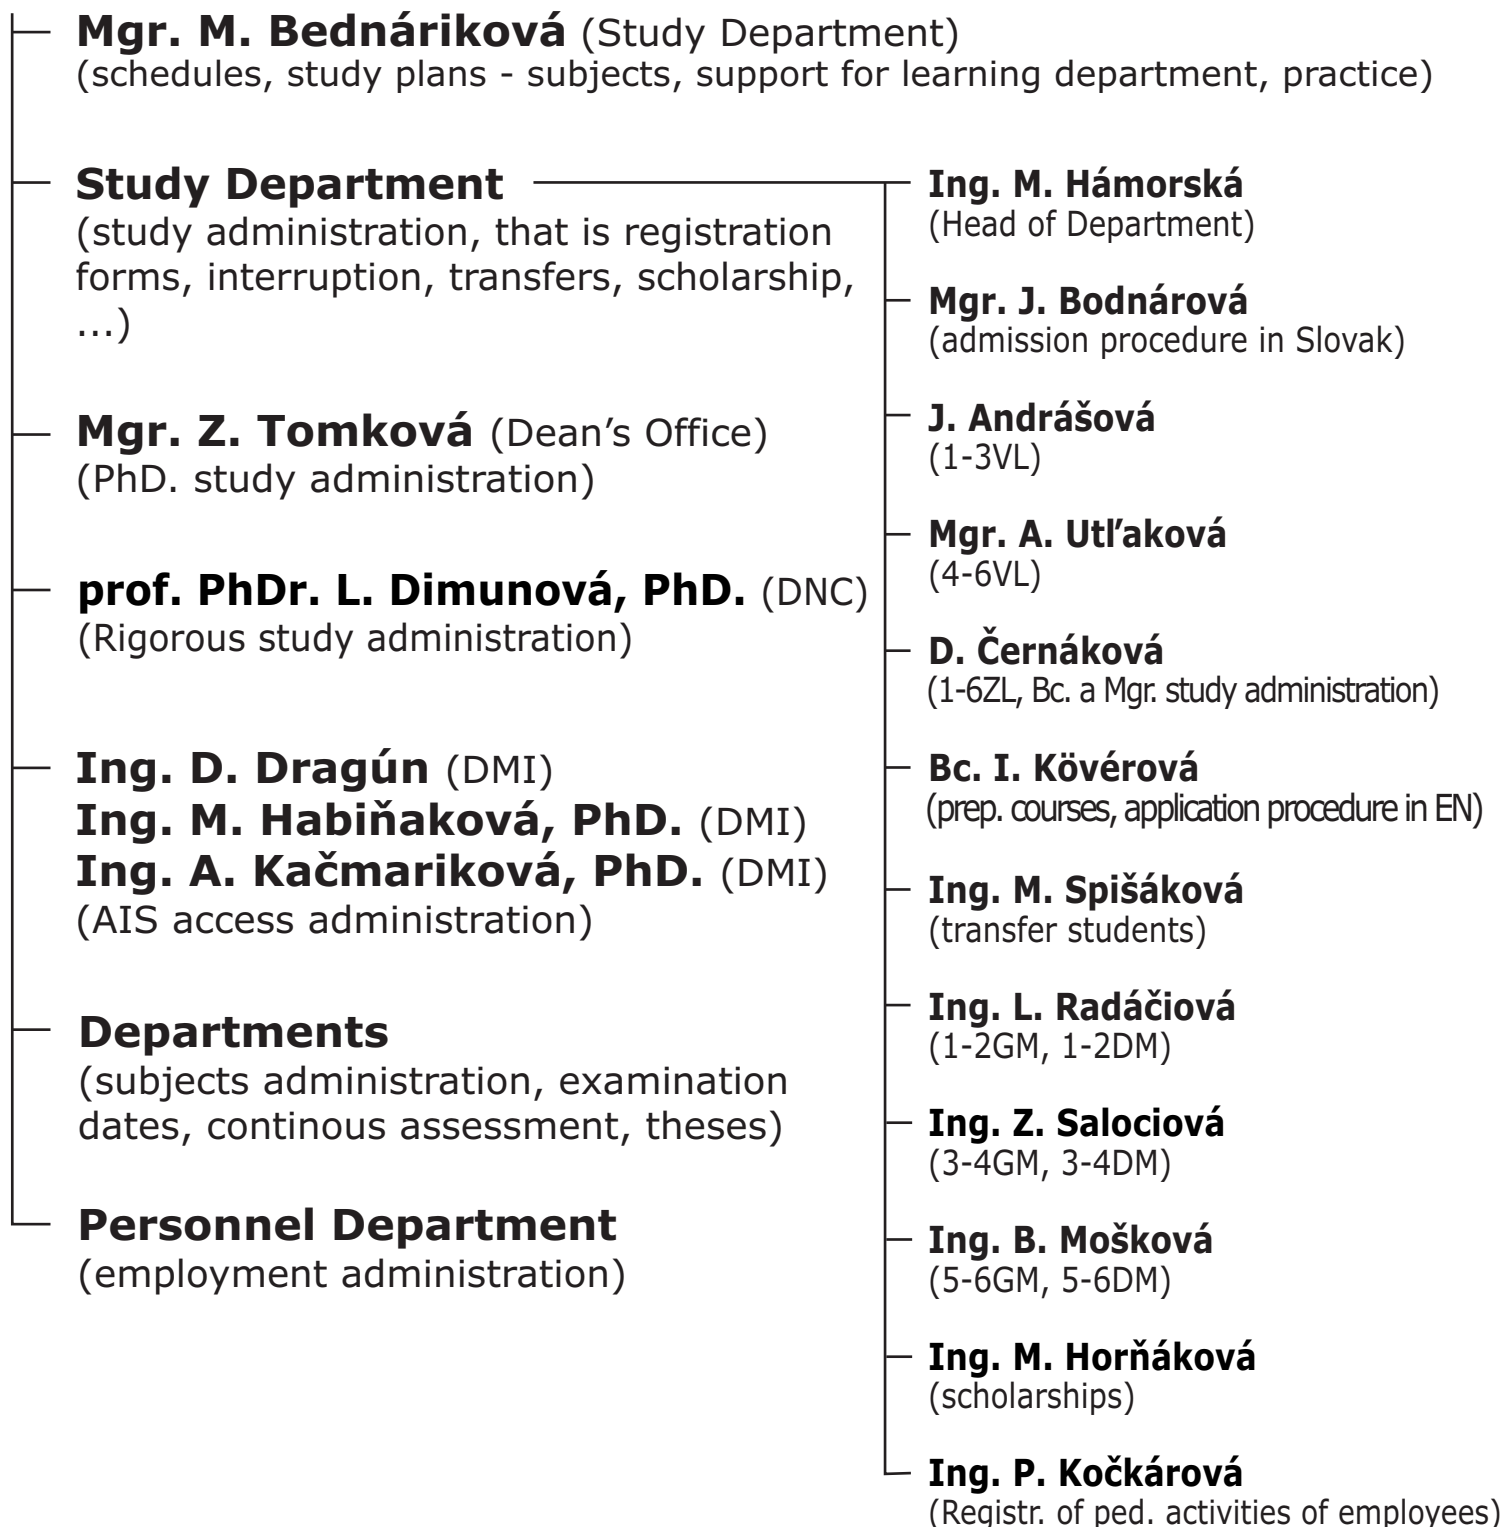 Mgr. M. Bednáriková (Study Department)
(schedules, study plans - subjects, support for learning department, practice)
Study Department
(study administration, that is registration
forms, interruption, transfers, scholarship,
...)
Mgr. Z. Tomková (Dean's Office)
(PhD. study administration)
prof. PhDr. L. Dimunová, PhD. (DNC)
(Rigorous study administration)
Ing. D. Dragún (DMI)
Ing. M. Habiňaková, PhD. (DMI)
Ing. A. Kačmariková, PhD. (DMI)
(AIS access administration)
Departments
(subjects administration, examination
dates, continous assessment, theses)
Personnel Department
(employment administration)
Ing. M. Hámorská
(Head of Department)
Mgr. J. Bodnárová
(admission procedure in Slovak)
J. Andrášová
(1-3VL)
Mgr. A. Utľaková
(4-6VL)
D. Černáková
(1-6ZL, Bc. a Mgr. study administration)
Bc. I. Kövérová
(prep. courses, application procedure in EN)
Ing. M. Spišáková
(transfer students)
Ing. L. Radáčiová
(1-2GM, 1-2DM)
Ing. Z. Salociová
(3-4GM, 3-4DM)
Ing. B. Mošková
(5-6GM, 5-6DM)
Ing. M. Horňáková
(scholarships)
Ing. P. Kočkárová
(Registr. of ped. activities of employees)